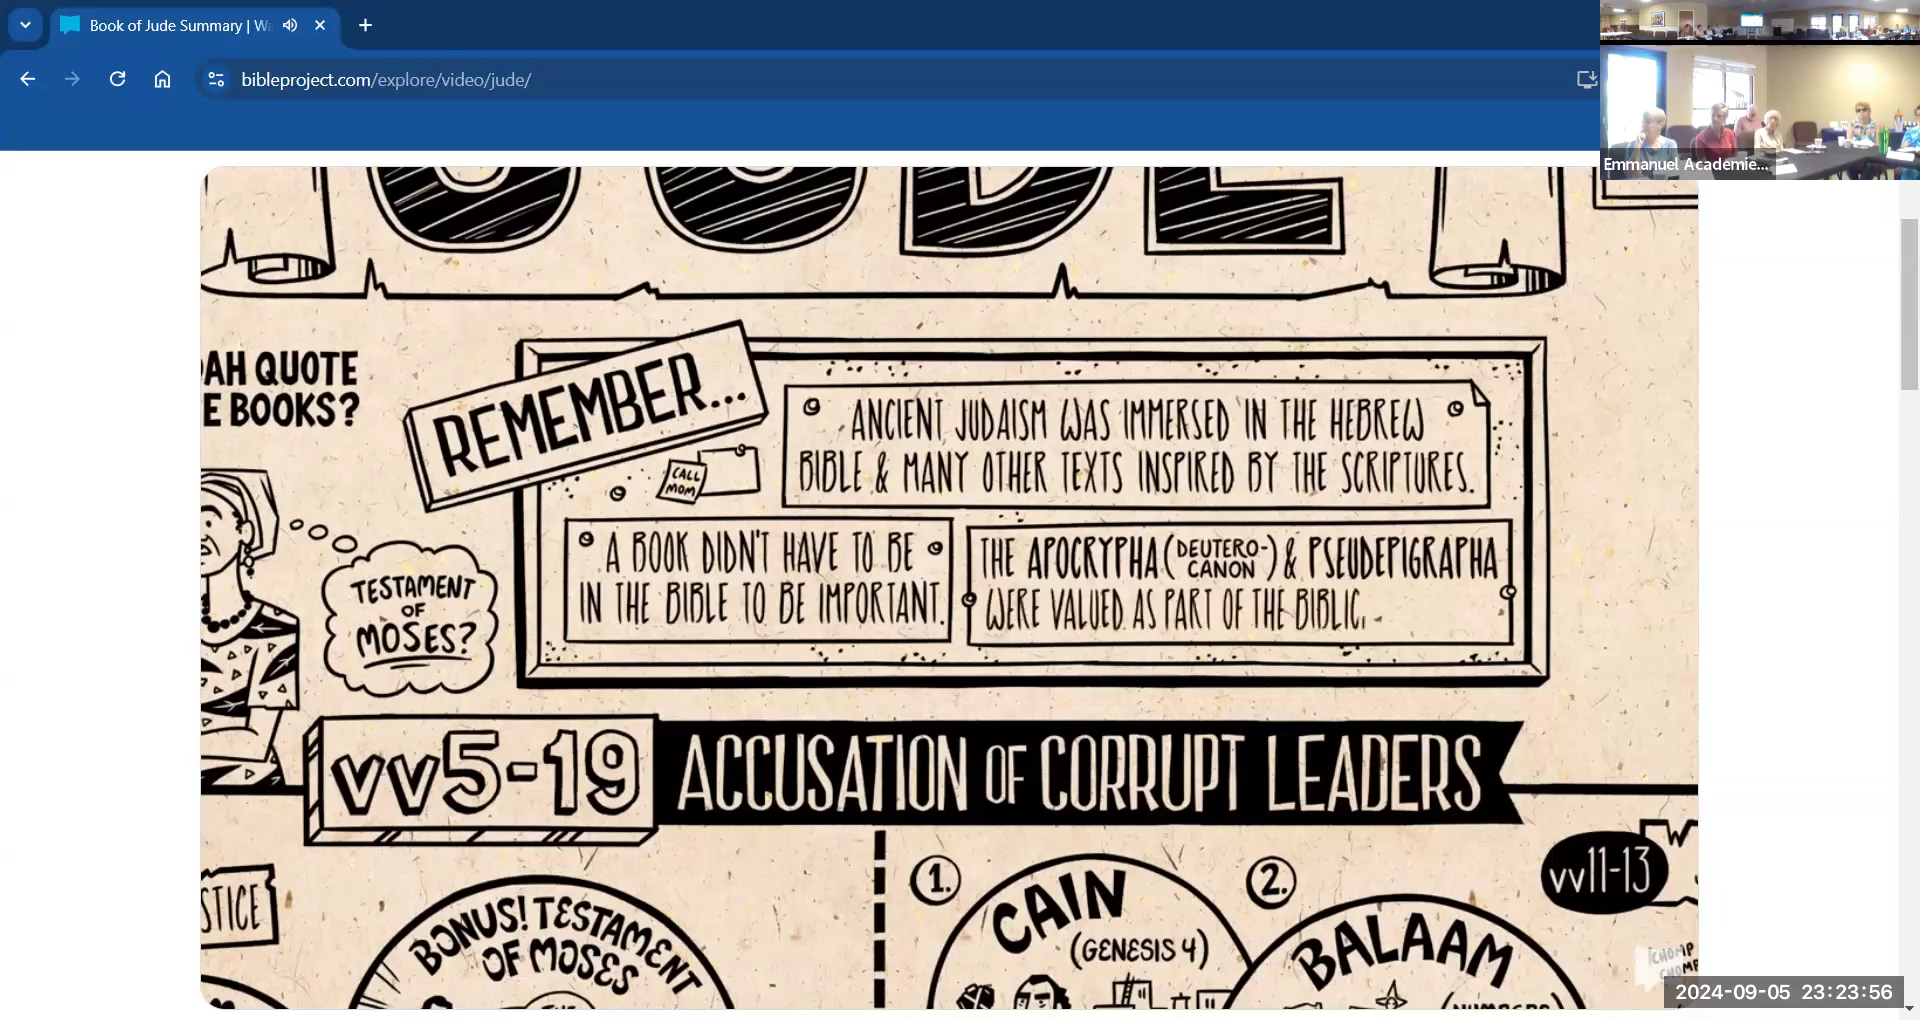 Book of Jude Summary | Wa
bibleproject.com/explore/video/jude/
Emmanuel Academie...
JUDE
REMEMBER...
AH QUOTE
E BOOKS?
CALL
MOM
ANCIENT JUDAISM WAS IMMERSED IN THE HEBREW
BIBLE & MANY OTHER TEXTS INSPIRED BY THE SCRIPTURES.
A BOOK DIDN'T HAVE TO BE
IN THE BIBLE TO BE IMPORTANT.
THE APOCRYPHA (DEUTERO-CANON) & PSEUDEPIGRAPHA
WERE VALUED AS PART OF THE BIBLIC
TESTAMENT
OF
MOSES?
vv5-19 ACCUSATION OF CORRUPT LEADERS
STICE
BONUS! TESTAMENT
OF MOSES
1.
CAIN
(GENESIS 4)
2.
BALAAM
vv11-13
CHOMP
CHOMP
2024-09-05 23:23:56